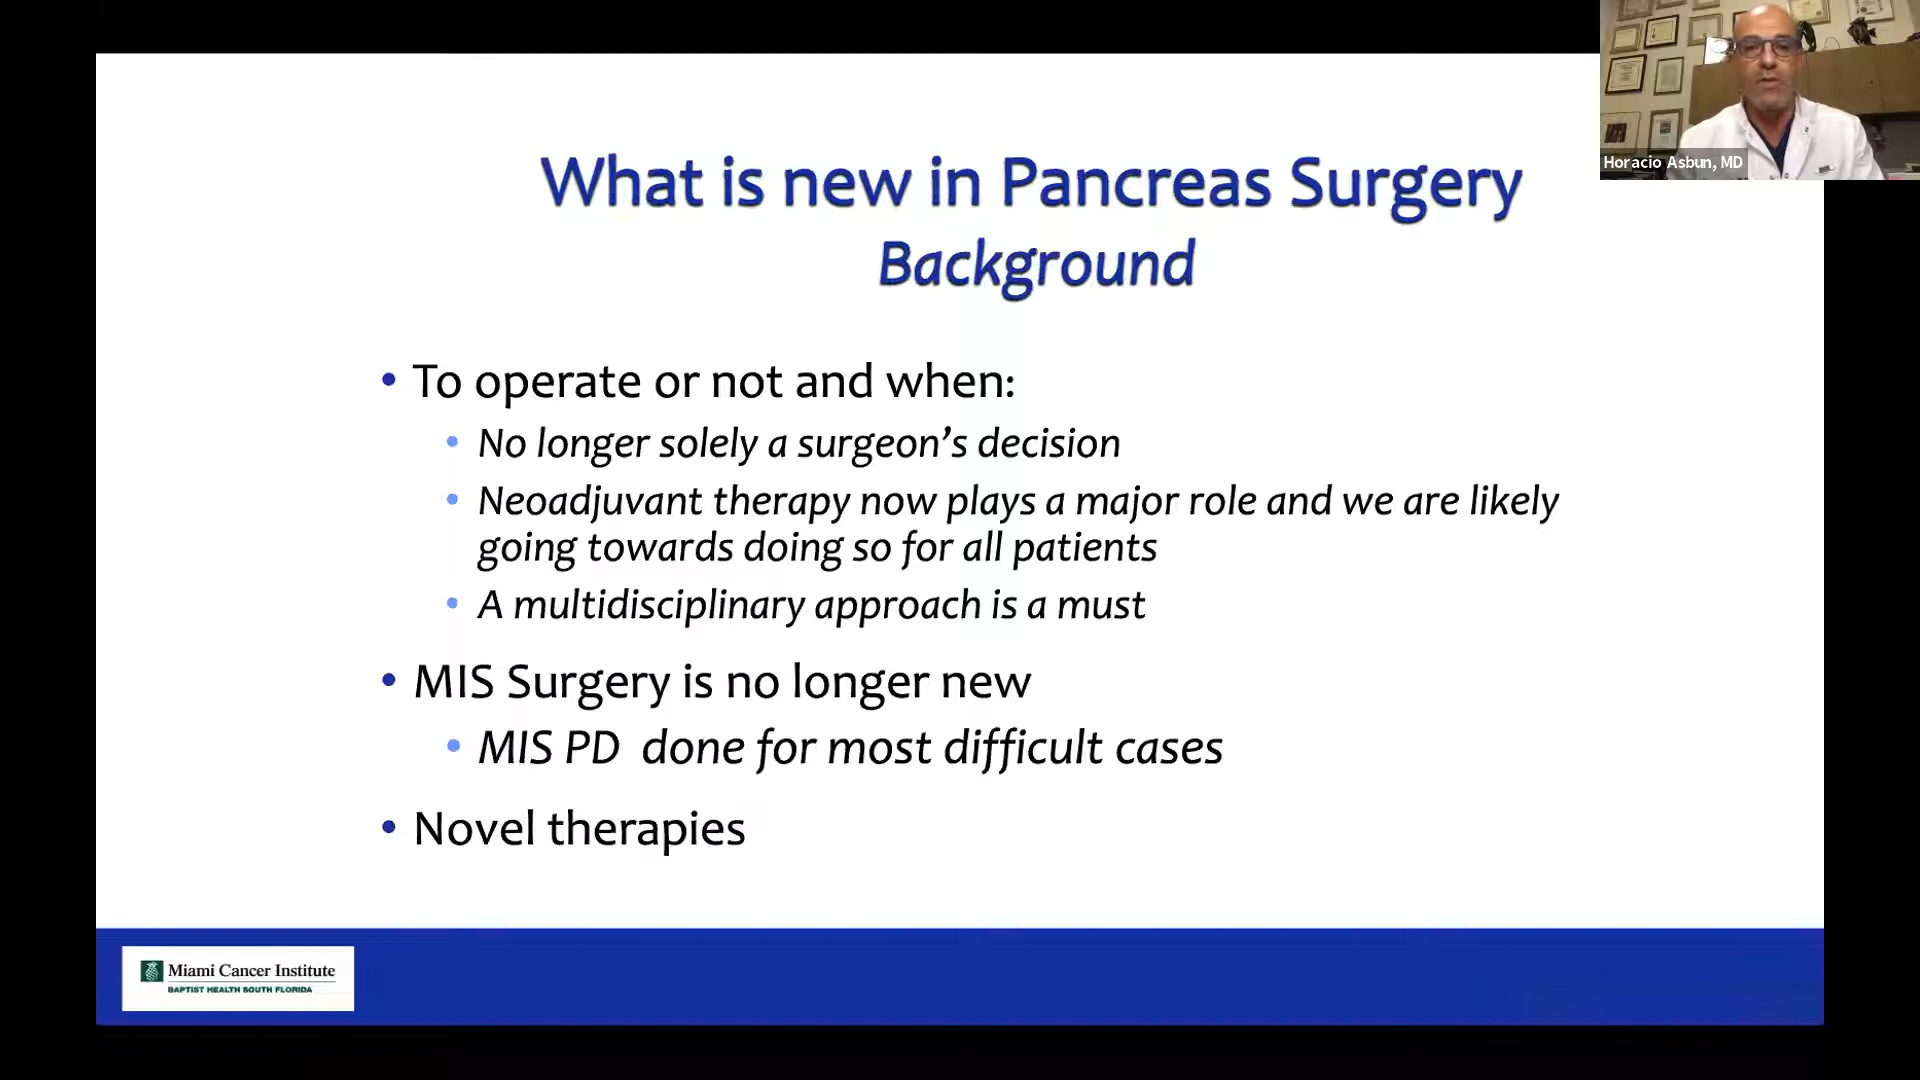 What is new in Pancreas Surgery
Background
• To operate or not and when:
• No longer solely a surgeon’s decision
• Neoadjuvant therapy now plays a major role and we are likely
going towards doing so for all patients
• A multidisciplinary approach is a must
• MIS Surgery is no longer new
• MIS PD done for most difficult cases
• Novel therapies
Horacio Asbun, MD
Miami Cancer Institute
BAPTIST HEALTH SOUTH FLORIDA